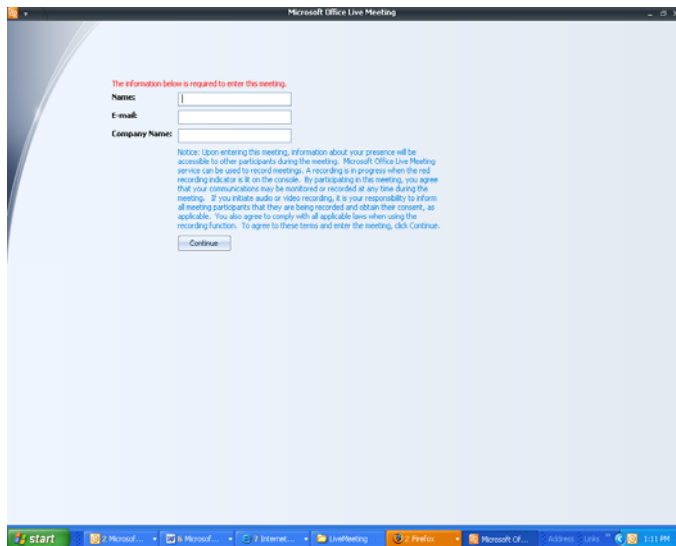 Microsoft Office Live Meeting
The information below is required to enter this meeting.
Name:
E-mail:
Company Name:
Notice: Upon entering this meeting, information about your presence will be
accessible to other participants during the meeting. Microsoft Office Live Meeting
service can be used to record meetings. A recording is in progress when the red
recording indicator is lit on the console. By participating in this meeting, you agree
that your communications may be monitored or recorded at any time during the
meeting. If you initiate audio or video recording, it is your responsibility to inform
all meeting participants that they are being recorded and obtain their consent, as
applicable. You also agree to comply with all applicable laws when using the
recording function. To agree to these terms and enter the meeting, click Continue.
Continue
start
2 Microsof...
6 Microsof...
7 Internet...
LiveMeeting
2 Firefox
Microsoft Of...
Address
Links
1:11 PM